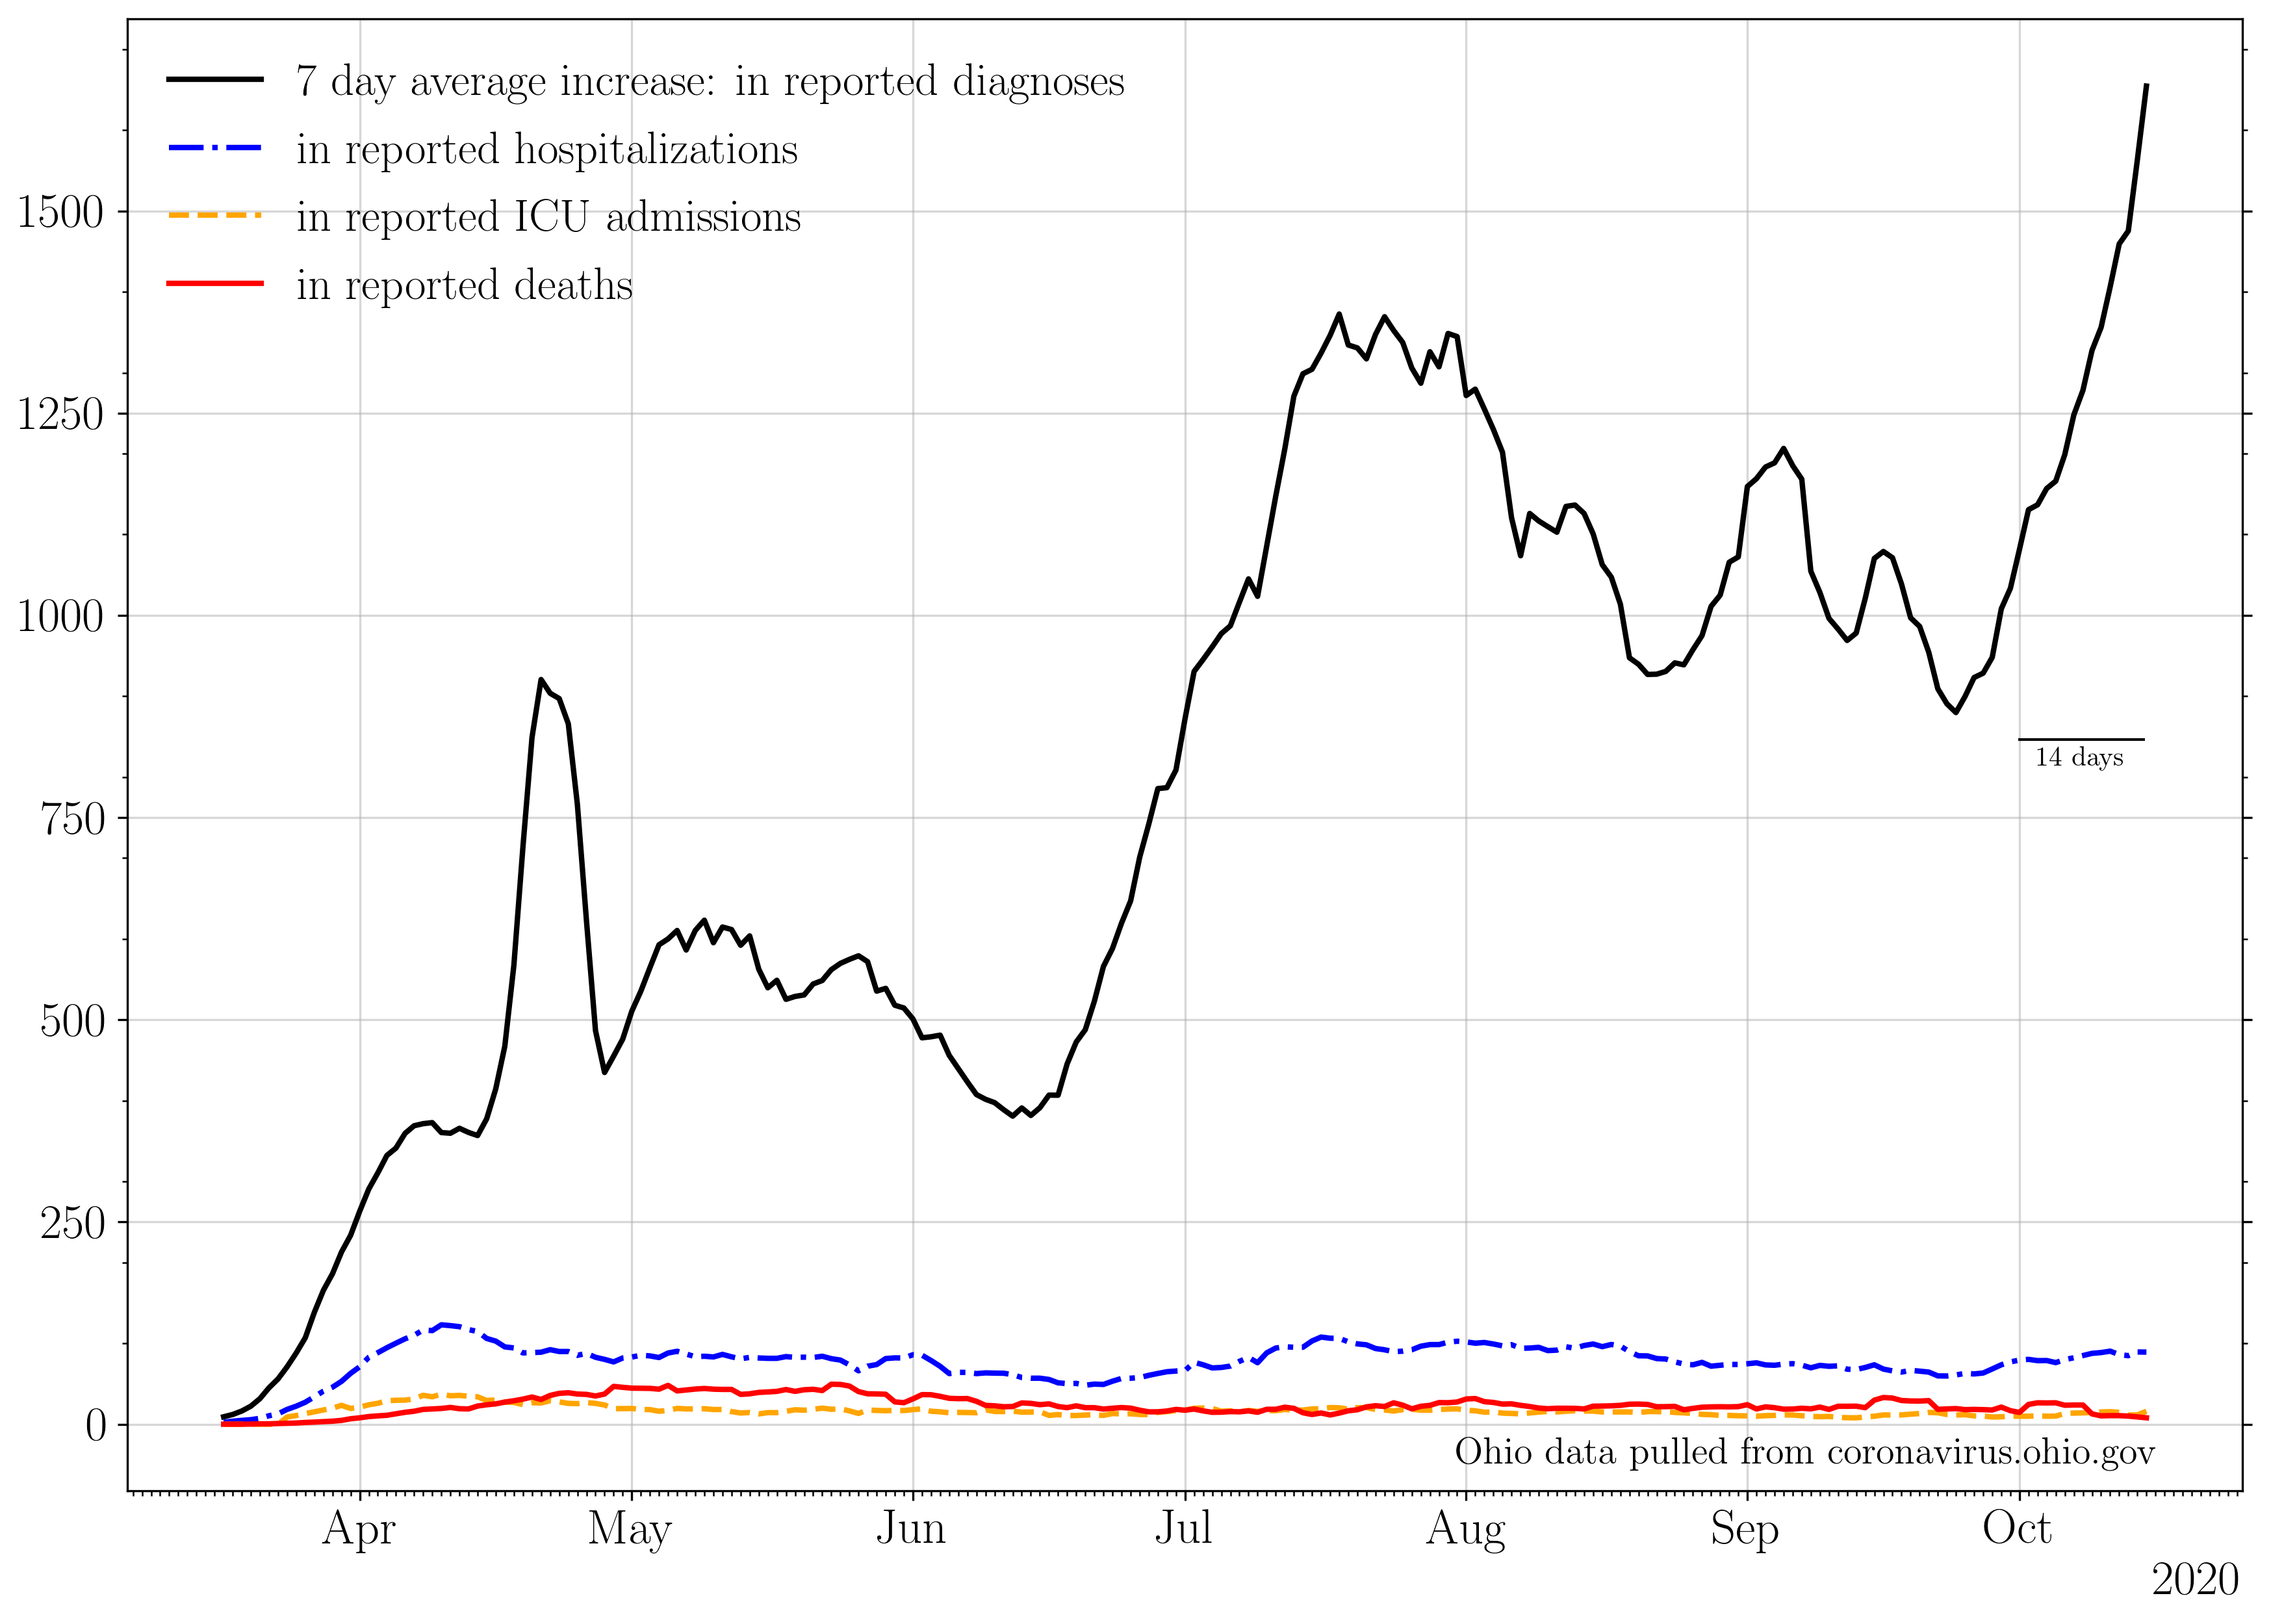 7 day average increase: in reported diagnoses
in reported hospitalizations
in reported ICU admissions
in reported deaths
1500
1250
1000
750
500
250
0
14 days
Ohio data pulled from coronavirus.ohio.gov
Apr May Jun Jul Aug Sep Oct
2020